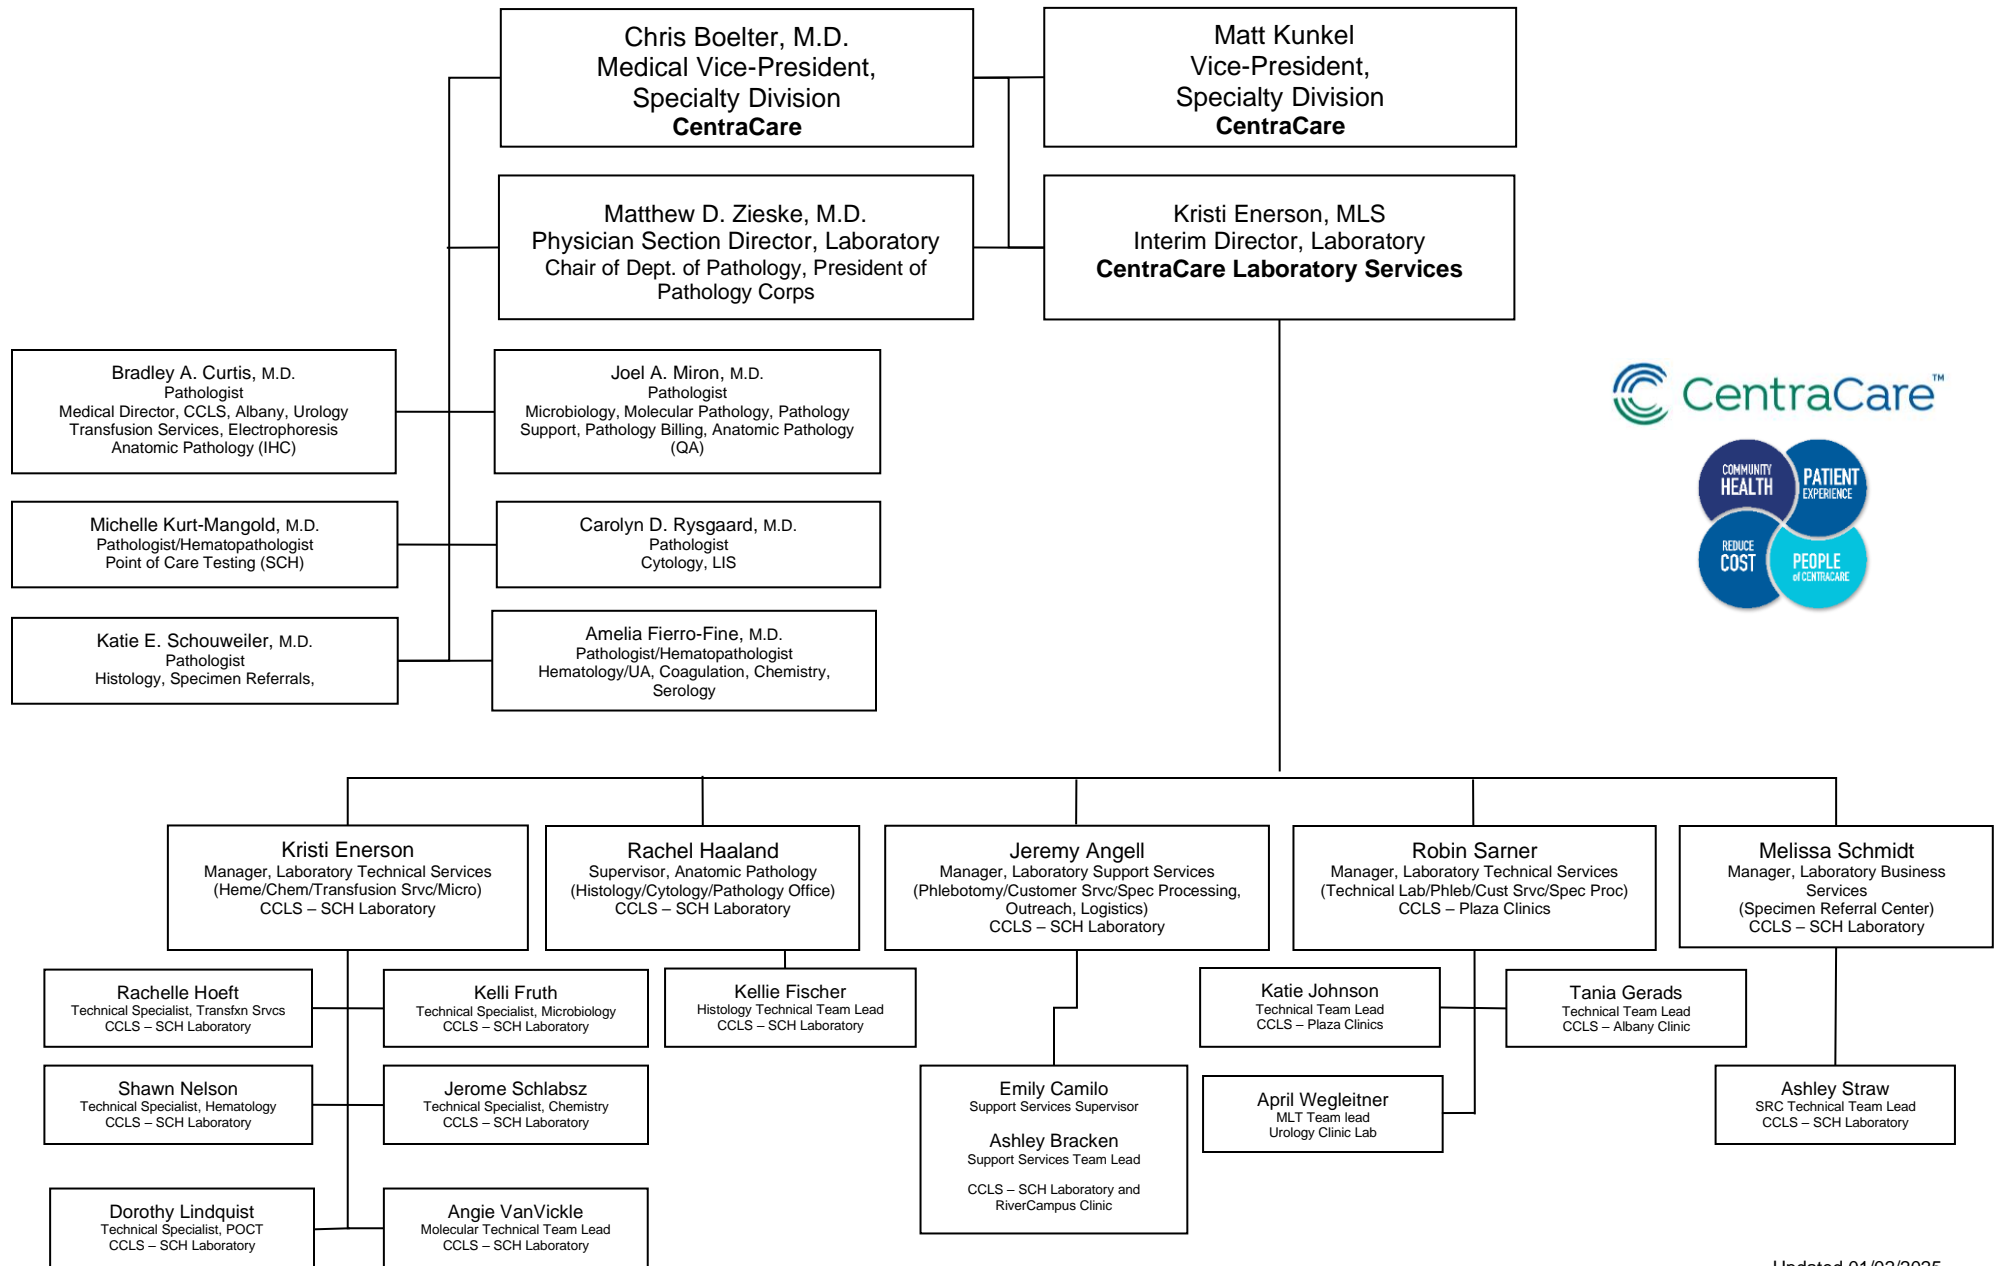 Chris Boelter, M.D.
Medical Vice-President,
Specialty Division
CentraCare
Matt Kunkel
Vice-President,
Specialty Division
CentraCare
Matthew D. Zieske, M.D.
Physician Section Director, Laboratory
Chair of Dept. of Pathology, President of
Pathology Corps
Kristi Enerson, MLS
Interim Director, Laboratory
CentraCare Laboratory Services
Bradley A. Curtis, M.D.
Pathologist
Medical Director, CCLS, Albany, Urology
Transfusion Services, Electrophoresis
Anatomic Pathology (IHC)
Joel A. Miron, M.D.
Pathologist
Microbiology, Molecular Pathology, Pathology
Support, Pathology Billing, Anatomic Pathology
(QA)
CentraCare™
COMMUNITY
HEALTH
PATIENT
EXPERIENCE
REDUCE
COST
PEOPLE
of CENTRACARE
Michelle Kurt-Mangold, M.D.
Pathologist/Hematopathologist
Point of Care Testing (SCH)
Carolyn D. Rysgaard, M.D.
Pathologist
Cytology, LIS
Katie E. Schouweiler, M.D.
Pathologist
Histology, Specimen Referrals,
Amelia Fierro-Fine, M.D.
Pathologist/Hematopathologist
Hematology/UA, Coagulation, Chemistry,
Serology
Kristi Enerson
Manager, Laboratory Technical Services
(Heme/Chem/Transfusion Srvc/Micro)
CCLS – SCH Laboratory
Rachel Haaland
Supervisor, Anatomic Pathology
(Histology/Cytology/Pathology Office)
CCLS – SCH Laboratory
Jeremy Angell
Manager, Laboratory Support Services
(Phlebotomy/Customer Srvc/Spec Processing,
Outreach, Logistics)
CCLS – SCH Laboratory
Robin Sarner
Manager, Laboratory Technical Services
(Technical Lab/Phleb/Cust Srvc/Spec Proc)
CCLS – Plaza Clinics
Melissa Schmidt
Manager, Laboratory Business
Services
(Specimen Referral Center)
CCLS – SCH Laboratory
Rachelle Hoeft
Technical Specialist, Transfxn Srvcs
CCLS – SCH Laboratory
Kelli Fruth
Technical Specialist, Microbiology
CCLS – SCH Laboratory
Kellie Fischer
Histology Technical Team Lead
CCLS – SCH Laboratory
Katie Johnson
Technical Team Lead
CCLS – Plaza Clinics
Tania Gerads
Technical Team Lead
CCLS – Albany Clinic
Shawn Nelson
Technical Specialist, Hematology
CCLS – SCH Laboratory
Jerome Schlabsz
Technical Specialist, Chemistry
CCLS – SCH Laboratory
Emily Camilo
Support Services Supervisor
Ashley Bracken
Support Services Team Lead
CCLS – SCH Laboratory and
RiverCampus Clinic
April Wegleitner
MLT Team lead
Urology Clinic Lab
Ashley Straw
SRC Technical Team Lead
CCLS – SCH Laboratory
Dorothy Lindquist
Technical Specialist, POCT
CCLS – SCH Laboratory
Angie VanVickle
Molecular Technical Team Lead
CCLS – SCH Laboratory
Updated 01/02/2025